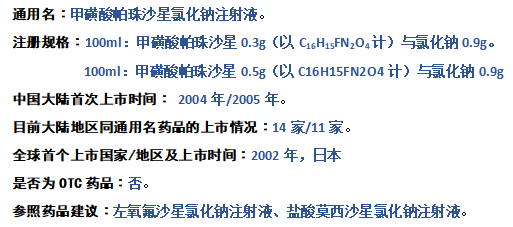 通用名：甲磺酸帕珠沙星氯化钠注射液。
注册规格：100ml：甲磺酸帕珠沙星 0.3g（以 C₁₆H₁₅FN₂O₄ 计）与氯化钠 0.9g。
100ml：甲磺酸帕珠沙星 0.5g（以 C16H15FN2O4 计）与氯化钠 0.9g
中国大陆首次上市时间： 2004 年/2005 年。
目前大陆地区同通用名药品的上市情况：14 家/11 家。
全球首个上市国家/地区及上市时间：2002 年，日本
是否为 OTC 药品：否。
参照药品建议：左氧氟沙星氯化钠注射液、盐酸莫西沙星氯化钠注射液。